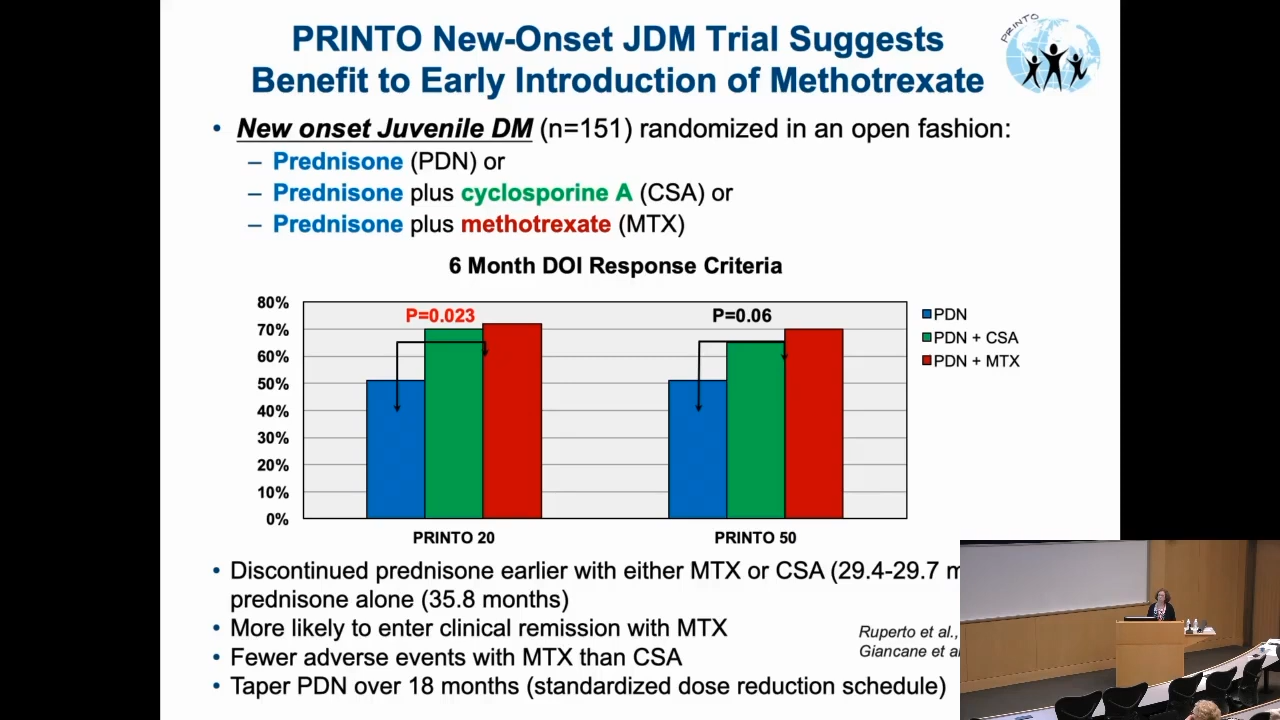 PRINTO New-Onset JDM Trial Suggests
Benefit to Early Introduction of Methotrexate
PRINTO
• New onset Juvenile DM (n=151) randomized in an open fashion:
– Prednisone (PDN) or
– Prednisone plus cyclosporine A (CSA) or
– Prednisone plus methotrexate (MTX)
6 Month DOI Response Criteria
80%
70%
60%
50%
40%
30%
20%
10%
0%
P=0.023
P=0.06
PDN
PDN + CSA
PDN + MTX
PRINTO 20
PRINTO 50
• Discontinued prednisone earlier with either MTX or CSA (29.4-29.7 m
prednisone alone (35.8 months)
• More likely to enter clinical remission with MTX
Ruperto et al.,
Giancane et al
• Fewer adverse events with MTX than CSA
• Taper PDN over 18 months (standardized dose reduction schedule)